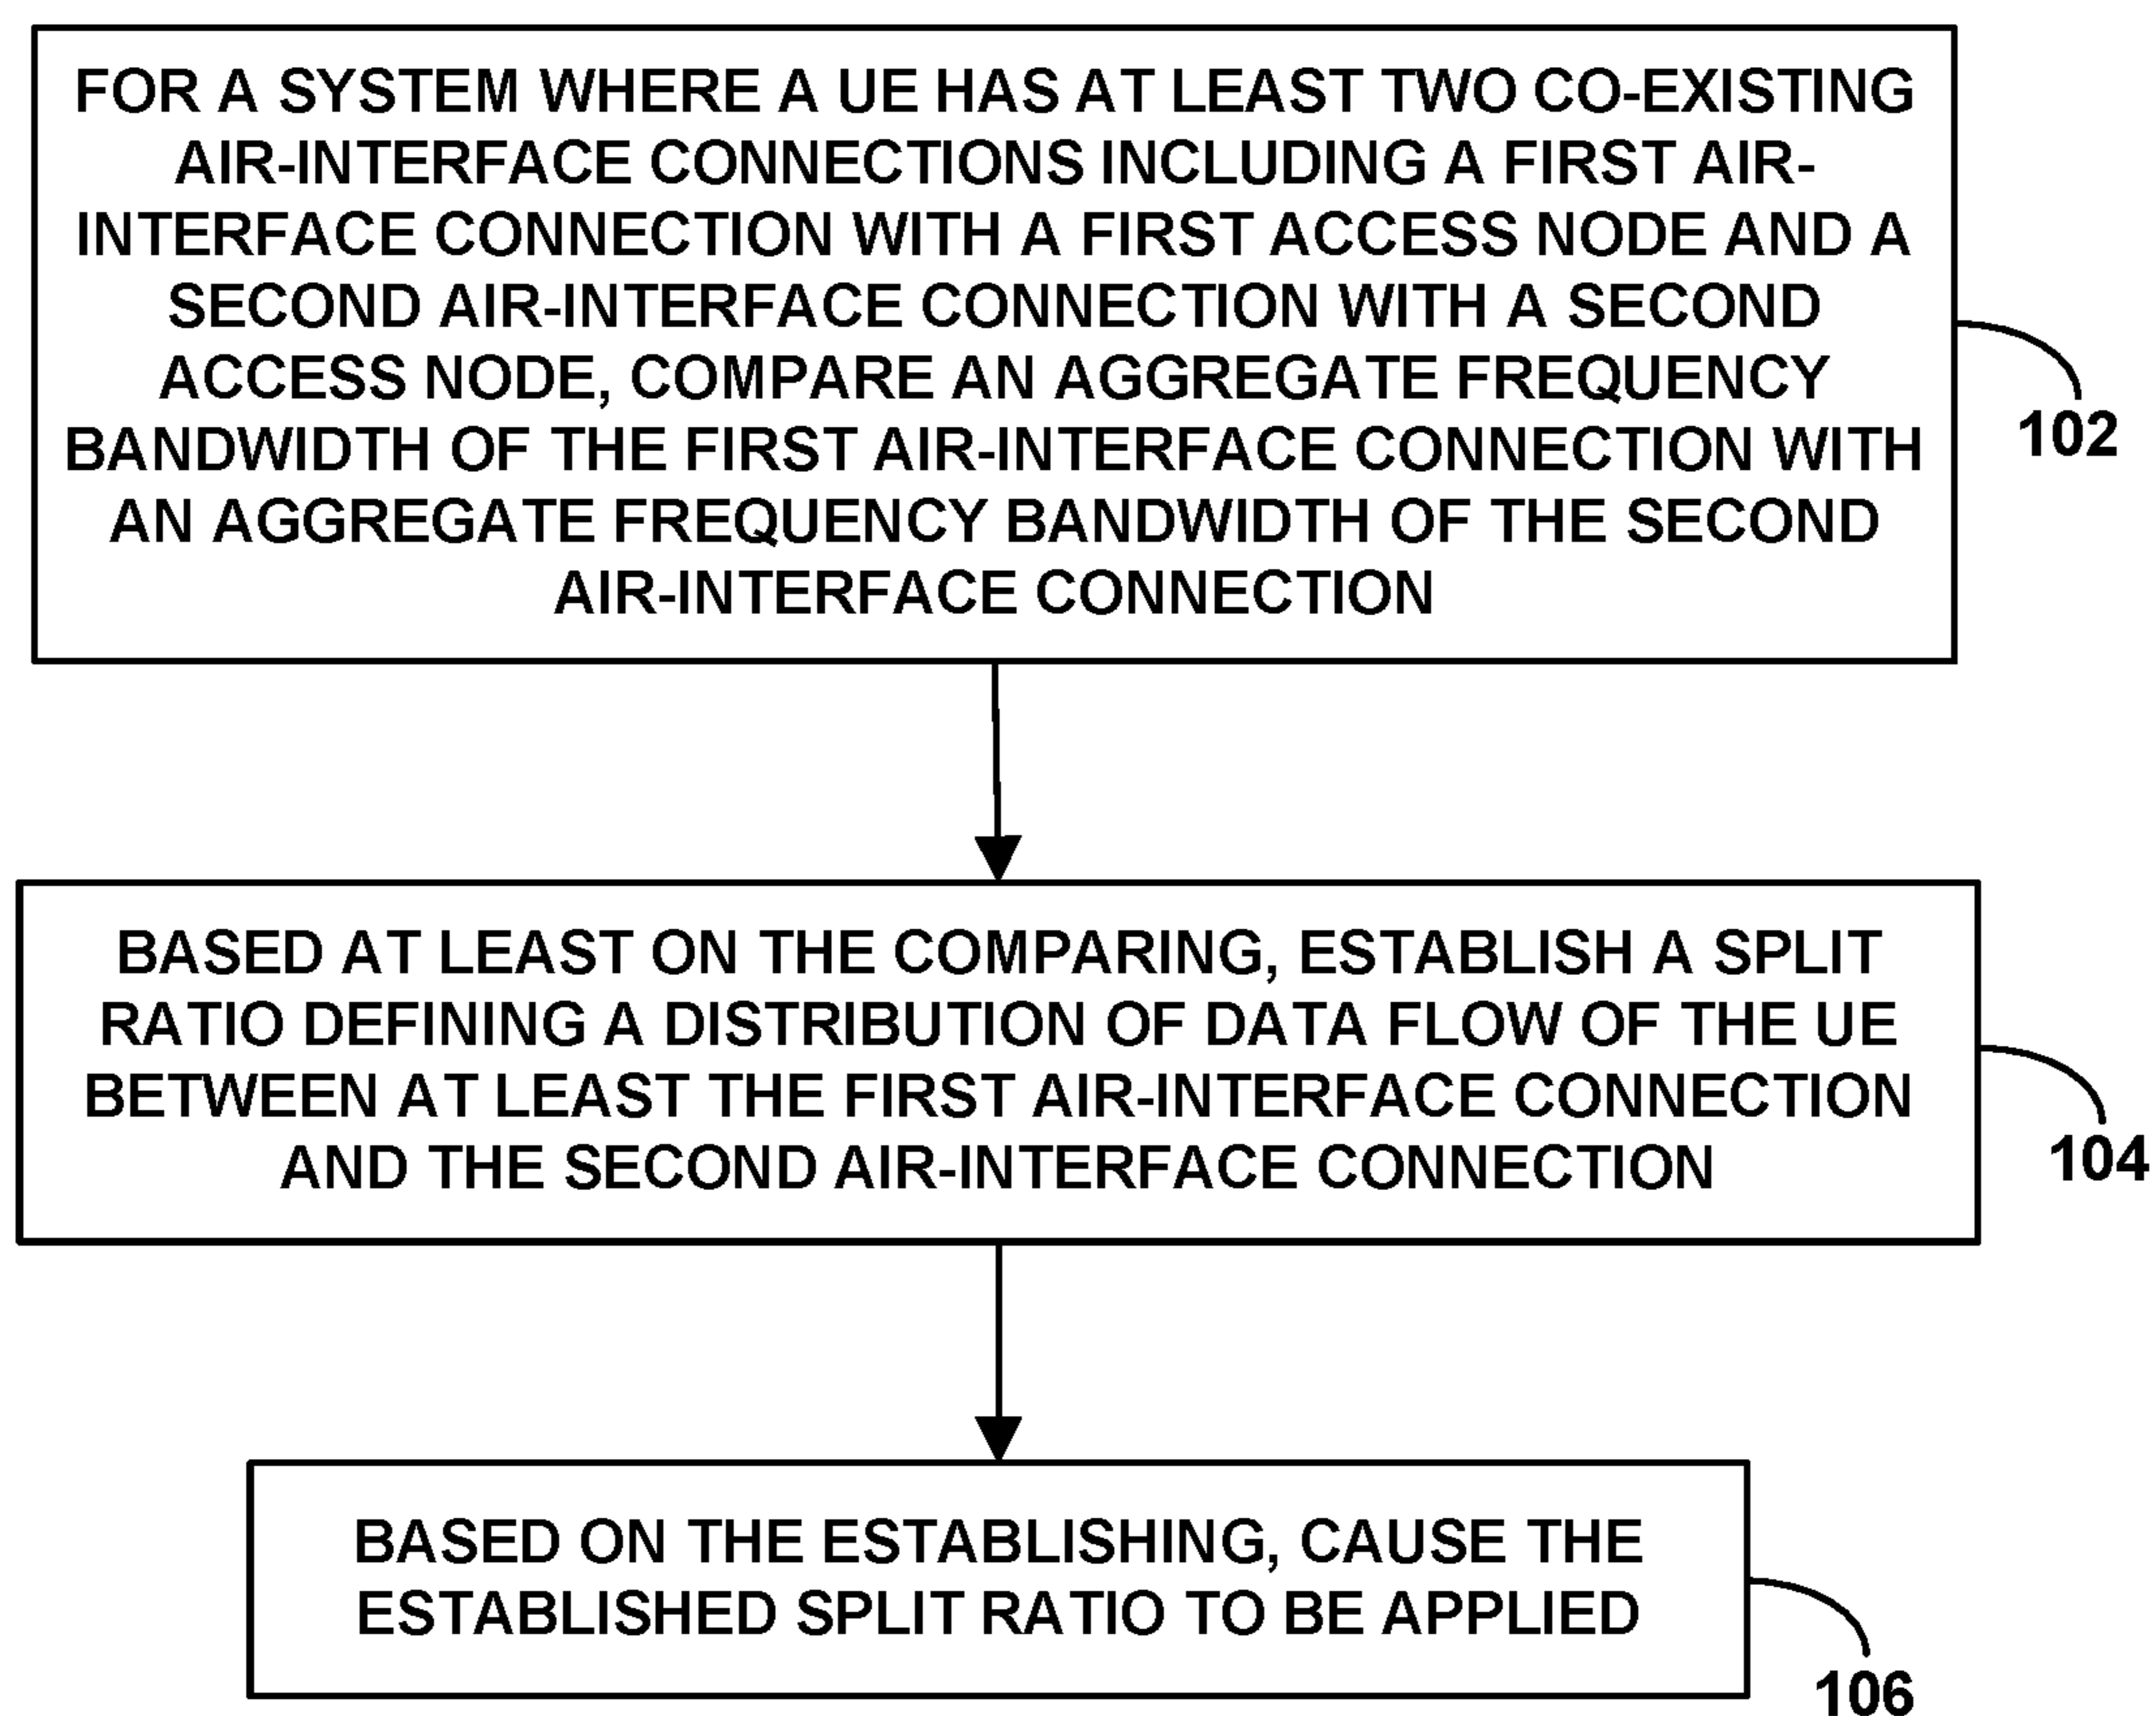 FOR A SYSTEM WHERE A UE HAS AT LEAST TWO CO-EXISTING
AIR-INTERFACE CONNECTIONS INCLUDING A FIRST AIR-
INTERFACE CONNECTION WITH A FIRST ACCESS NODE AND A
SECOND AIR-INTERFACE CONNECTION WITH A SECOND
ACCESS NODE, COMPARE AN AGGREGATE FREQUENCY
BANDWIDTH OF THE FIRST AIR-INTERFACE CONNECTION WITH
AN AGGREGATE FREQUENCY BANDWIDTH OF THE SECOND
AIR-INTERFACE CONNECTION
102
BASED AT LEAST ON THE COMPARING, ESTABLISH A SPLIT
RATIO DEFINING A DISTRIBUTION OF DATA FLOW OF THE UE
BETWEEN AT LEAST THE FIRST AIR-INTERFACE CONNECTION
AND THE SECOND AIR-INTERFACE CONNECTION
104
BASED ON THE ESTABLISHING, CAUSE THE
ESTABLISHED SPLIT RATIO TO BE APPLIED
106